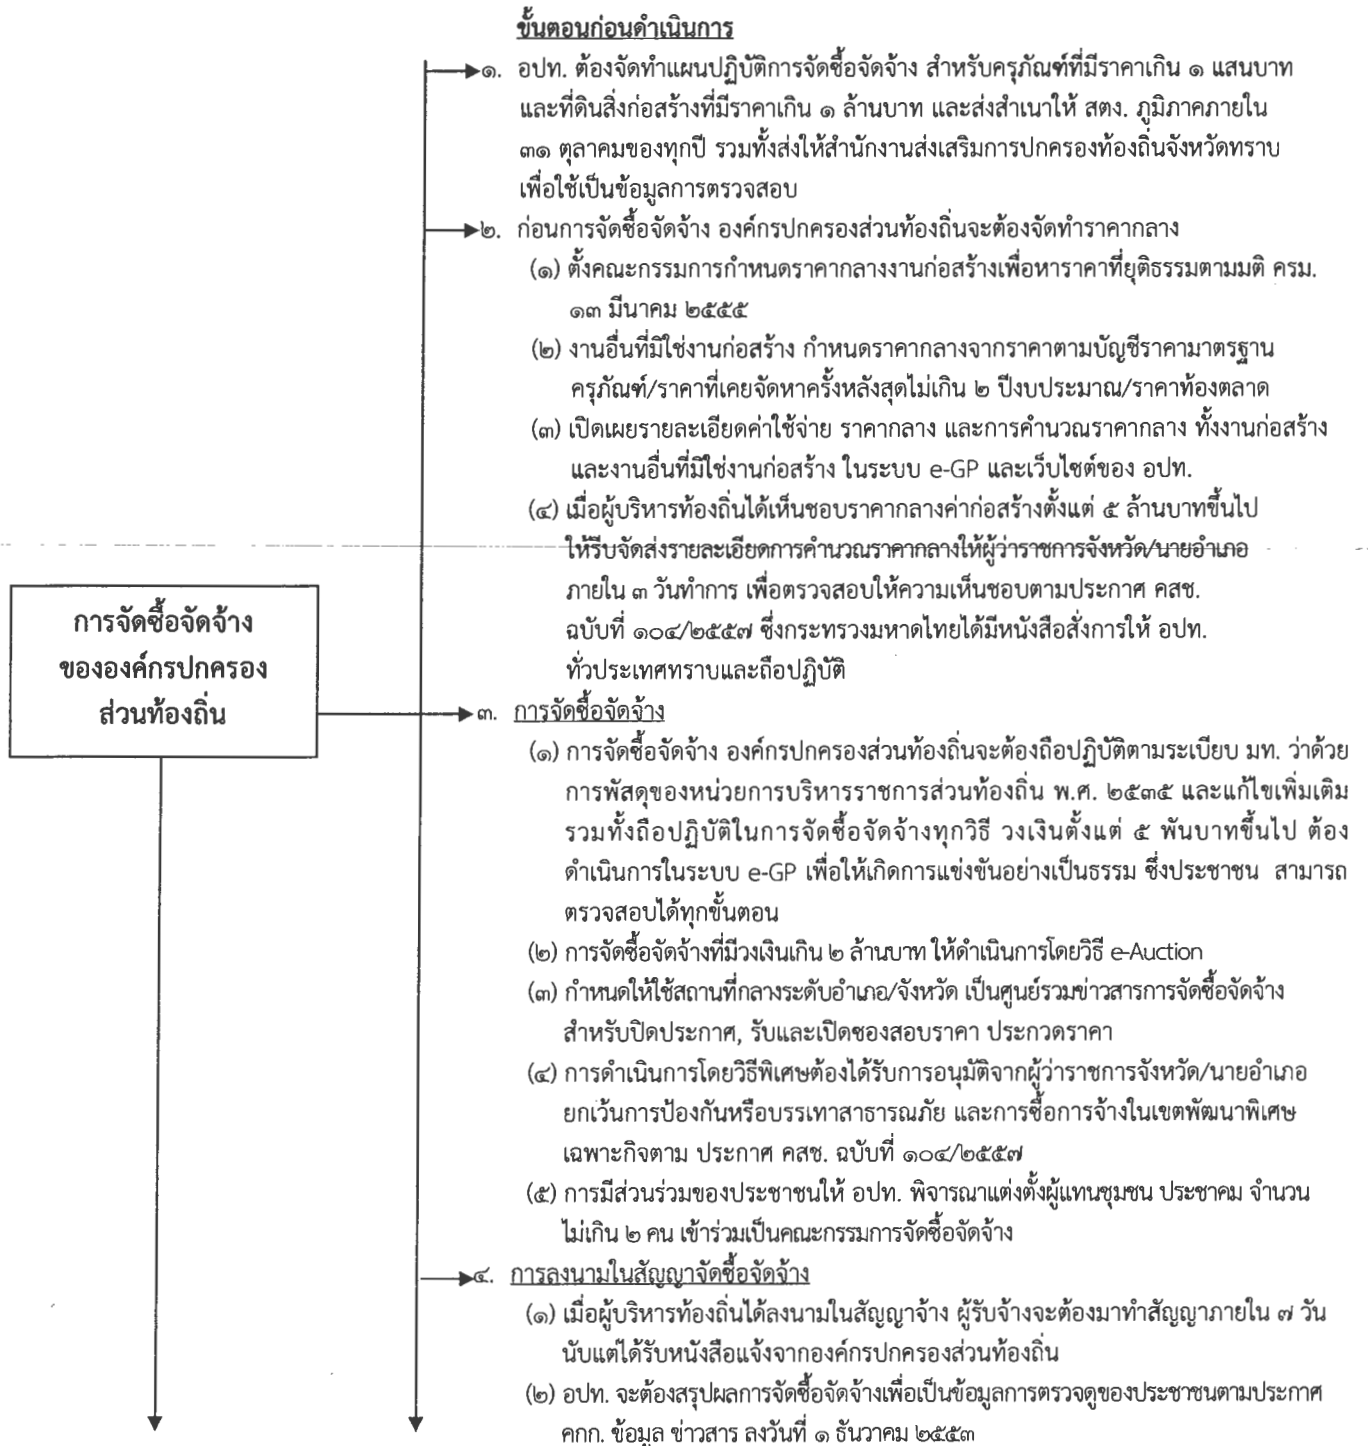 ขั้นตอนก่อนดำเนินการ
๑. อปท. ต้องจัดทำแผนปฏิบัติการจัดซื้อจัดจ้าง สำหรับครุภัณฑ์ที่มีราคาเกิน ๑ แสนบาท
และที่ดินสิ่งก่อสร้างที่มีราคาเกิน ๑ ล้านบาท และส่งสำเนาให้ สตง. ภูมิภาคภายใน
๓๑ ตุลาคมของทุกปี รวมทั้งส่งให้สำนักงานส่งเสริมการปกครองท้องถิ่นจังหวัดทราบ
เพื่อใช้เป็นข้อมูลการตรวจสอบ
๒. ก่อนการจัดซื้อจัดจ้าง องค์กรปกครองส่วนท้องถิ่นจะต้องจัดทำราคากลาง
(๑) ตั้งคณะกรรมการกำหนดราคากลางงานก่อสร้างเพื่อหาราคาที่ยุติธรรมตามมติ ครม.
๑๓ มีนาคม ๒๕๕๕
(๒) งานอื่นที่มิใช่งานก่อสร้าง กำหนดราคากลางจากราคาตามบัญชีราคามาตรฐาน
ครุภัณฑ์/ราคาที่เคยจัดหาครั้งหลังสุดไม่เกิน ๒ ปีงบประมาณ/ราคาท้องตลาด
(๓) เปิดเผยรายละเอียดค่าใช้จ่าย ราคากลาง และการคำนวณราคากลาง ทั้งงานก่อสร้าง
และงานอื่นที่มิใช่งานก่อสร้าง ในระบบ e-GP และเว็บไซต์ของ อปท.
(๔) เมื่อผู้บริหารท้องถิ่นได้เห็นชอบราคากลางค่าก่อสร้างตั้งแต่ ๕ ล้านบาทขึ้นไป
ให้รีบจัดส่งรายละเอียดการคำนวณราคากลางให้ผู้ว่าราชการจังหวัด/นายอำเภอ
ภายใน ๓ วันทำการ เพื่อตรวจสอบให้ความเห็นชอบตามประกาศ คสช.
ฉบับที่ ๑๐๔/๒๕๕๗ ซึ่งกระทรวงมหาดไทยได้มีหนังสือสั่งการให้ อปท.
ทั่วประเทศทราบและถือปฏิบัติ
การจัดซื้อจัดจ้าง
ขององค์กรปกครอง
ส่วนท้องถิ่น
๓. การจัดซื้อจัดจ้าง
(๑) การจัดซื้อจัดจ้าง องค์กรปกครองส่วนท้องถิ่นจะต้องถือปฏิบัติตามระเบียบ มท. ว่าด้วย
การพัสดุของหน่วยการบริหารราชการส่วนท้องถิ่น พ.ศ. ๒๕๓๕ และแก้ไขเพิ่มเติม
รวมทั้งถือปฏิบัติในการจัดซื้อจัดจ้างทุกวิธี วงเงินตั้งแต่ ๕ พันบาทขึ้นไป ต้อง
ดำเนินการในระบบ e-GP เพื่อให้เกิดการแข่งขันอย่างเป็นธรรม ซึ่งประชาชน สามารถ
ตรวจสอบได้ทุกขั้นตอน
(๒) การจัดซื้อจัดจ้างที่มีวงเงินเกิน ๒ ล้านบาท ให้ดำเนินการโดยวิธี e-Auction
(๓) กำหนดให้ใช้สถานที่กลางระดับอำเภอ/จังหวัด เป็นศูนย์รวมข่าวสารการจัดซื้อจัดจ้าง
สำหรับปิดประกาศ, รับและเปิดซองสอบราคา ประกวดราคา
(๔) การดำเนินการโดยวิธีพิเศษต้องได้รับการอนุมัติจากผู้ว่าราชการจังหวัด/นายอำเภอ
ยกเว้นการป้องกันหรือบรรเทาสาธารณภัย และการซื้อการจ้างในเขตพัฒนาพิเศษ
เฉพาะกิจตาม ประกาศ คสช. ฉบับที่ ๑๐๔/๒๕๕๗
(๕) การมีส่วนร่วมของประชาชนให้ อปท. พิจารณาแต่งตั้งผู้แทนชุมชน ประชาคม จำนวน
ไม่เกิน ๒ คน เข้าร่วมเป็นคณะกรรมการจัดซื้อจัดจ้าง
๔. การลงนามในสัญญาจัดซื้อจัดจ้าง
(๑) เมื่อผู้บริหารท้องถิ่นได้ลงนามในสัญญาจ้าง ผู้รับจ้างจะต้องมาทำสัญญาภายใน ๗ วัน
นับแต่ได้รับหนังสือแจ้งจากองค์กรปกครองส่วนท้องถิ่น
(๒) อปท. จะต้องสรุปผลการจัดซื้อจัดจ้างเพื่อเป็นข้อมูลการตรวจดูของประชาชนตามประกาศ
คกก. ข้อมูล ข่าวสาร ลงวันที่ ๑ ธันวาคม ๒๕๕๓